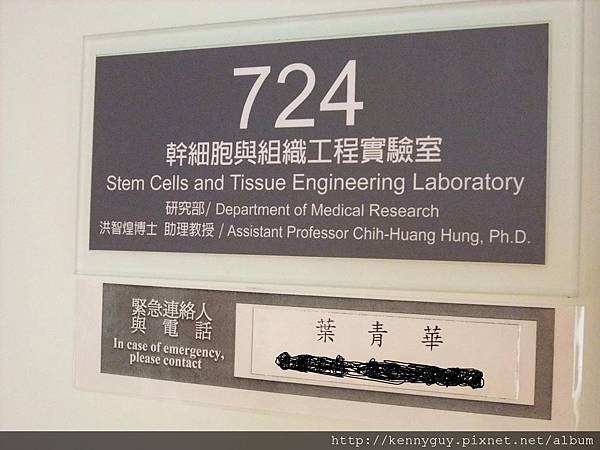 724
幹細胞與組織工程實驗室
Stem Cells and Tissue Engineering Laboratory
研究部/ Department of Medical Research
洪智煌博士 助理教授 / Assistant Professor Chih-Huang Hung, Ph.D.
緊急連絡人
與電話
In case of emergency,
please contact
葉青華
http://kennyguy.pixnet.net/album